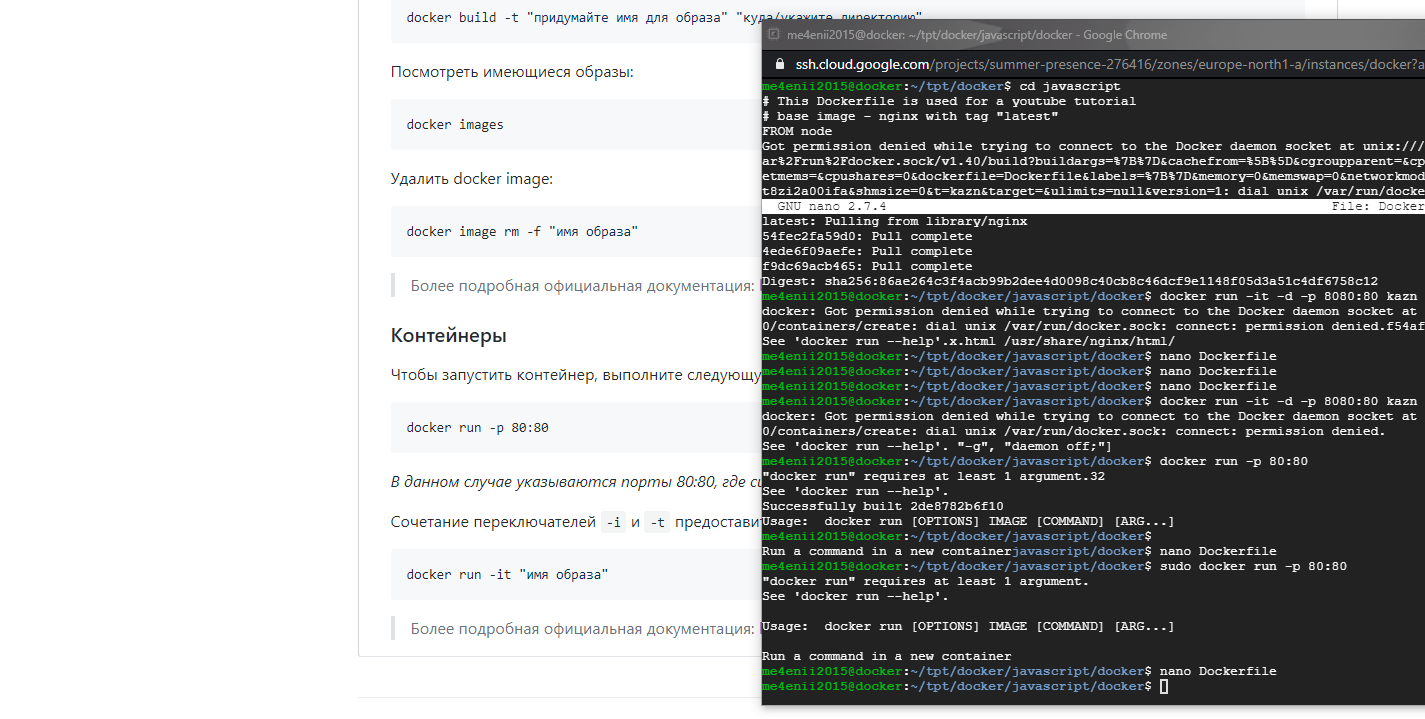 docker build -t "придумайте имя для образа" "куда/укажите директорию"
Посмотреть имеющиеся образы:
docker images
Удалить docker image:
docker image rm -f "имя образа"
Более подробная официальная документация:
Контейнеры
Чтобы запустить контейнер, выполните следующу
docker run -p 80:80
В данном случае указываются порты 80:80, где
Сочетание переключателей -i и -t предостави
docker run -it "имя образа"
Более подробная официальная документация:
me4enii2015@docker: ~/tpt/docker/javascript/docker - Google Chrome
ssh.cloud.google.com/projects/summer-presence-276416/zones/europe-north1-a/instances/docker?a
me4enii2015@docker:~/tpt/docker$ cd javascript
# This Dockerfile is used for a youtube tutorial
# base image - nginx with tag "latest"
FROM node
Got permission denied while trying to connect to the Docker daemon socket at unix:///
ar%2Frun%2Fdocker.sock/v1.40/build?buildargs=%7B%7D&cachefrom=%5B%5D&cgroupparent=&cp
etmems=&cpushares=0&dockerfile=Dockerfile&labels=%7B%7D&memory=0&memswap=0&networkmod
t8zi2a00ifa&shmsize=0&t=kazn&target=&ulimits=null&version=1: dial unix /var/run/docke
GNU nano 2.7.4 File: Docker
latest: Pulling from library/nginx
54fec2fa59d0: Pull complete
4ede6f09aefe: Pull complete
f9dc69acb465: Pull complete
Digest: sha256:86ae264c3f4acb99b2dee4d0098c40cb8c46dcf9e1148f05d3a51c4df6758c12
me4enii2015@docker:~/tpt/docker/javascript/docker$ docker run -it -d -p 8080:80 kazn
docker: Got permission denied while trying to connect to the Docker daemon socket at
0/containers/create: dial unix /var/run/docker.sock: connect: permission denied.f54af
See 'docker run --help'.x.html /usr/share/nginx/html/
me4enii2015@docker:~/tpt/docker/javascript/docker$ nano Dockerfile
me4enii2015@docker:~/tpt/docker/javascript/docker$ nano Dockerfile
me4enii2015@docker:~/tpt/docker/javascript/docker$ nano Dockerfile
me4enii2015@docker:~/tpt/docker/javascript/docker$ docker run -it -d -p 8080:80 kazn
docker: Got permission denied while trying to connect to the Docker daemon socket at
0/containers/create: dial unix /var/run/docker.sock: connect: permission denied.
See 'docker run --help'. "-g", "daemon off;"]
me4enii2015@docker:~/tpt/docker/javascript/docker$ docker run -p 80:80
"docker run" requires at least 1 argument.32
See 'docker run --help'.
Successfully built 2de8782b6f10
Usage:  docker run [OPTIONS] IMAGE [COMMAND] [ARG...]
me4enii2015@docker:~/tpt/docker/javascript/docker$
Run a command in a new containerjavascript/docker$ nano Dockerfile
me4enii2015@docker:~/tpt/docker/javascript/docker$ sudo docker run -p 80:80
"docker run" requires at least 1 argument.
See 'docker run --help'.
Usage:  docker run [OPTIONS] IMAGE [COMMAND] [ARG...]
Run a command in a new container
me4enii2015@docker:~/tpt/docker/javascript/docker$ nano Dockerfile
me4enii2015@docker:~/tpt/docker/javascript/docker$